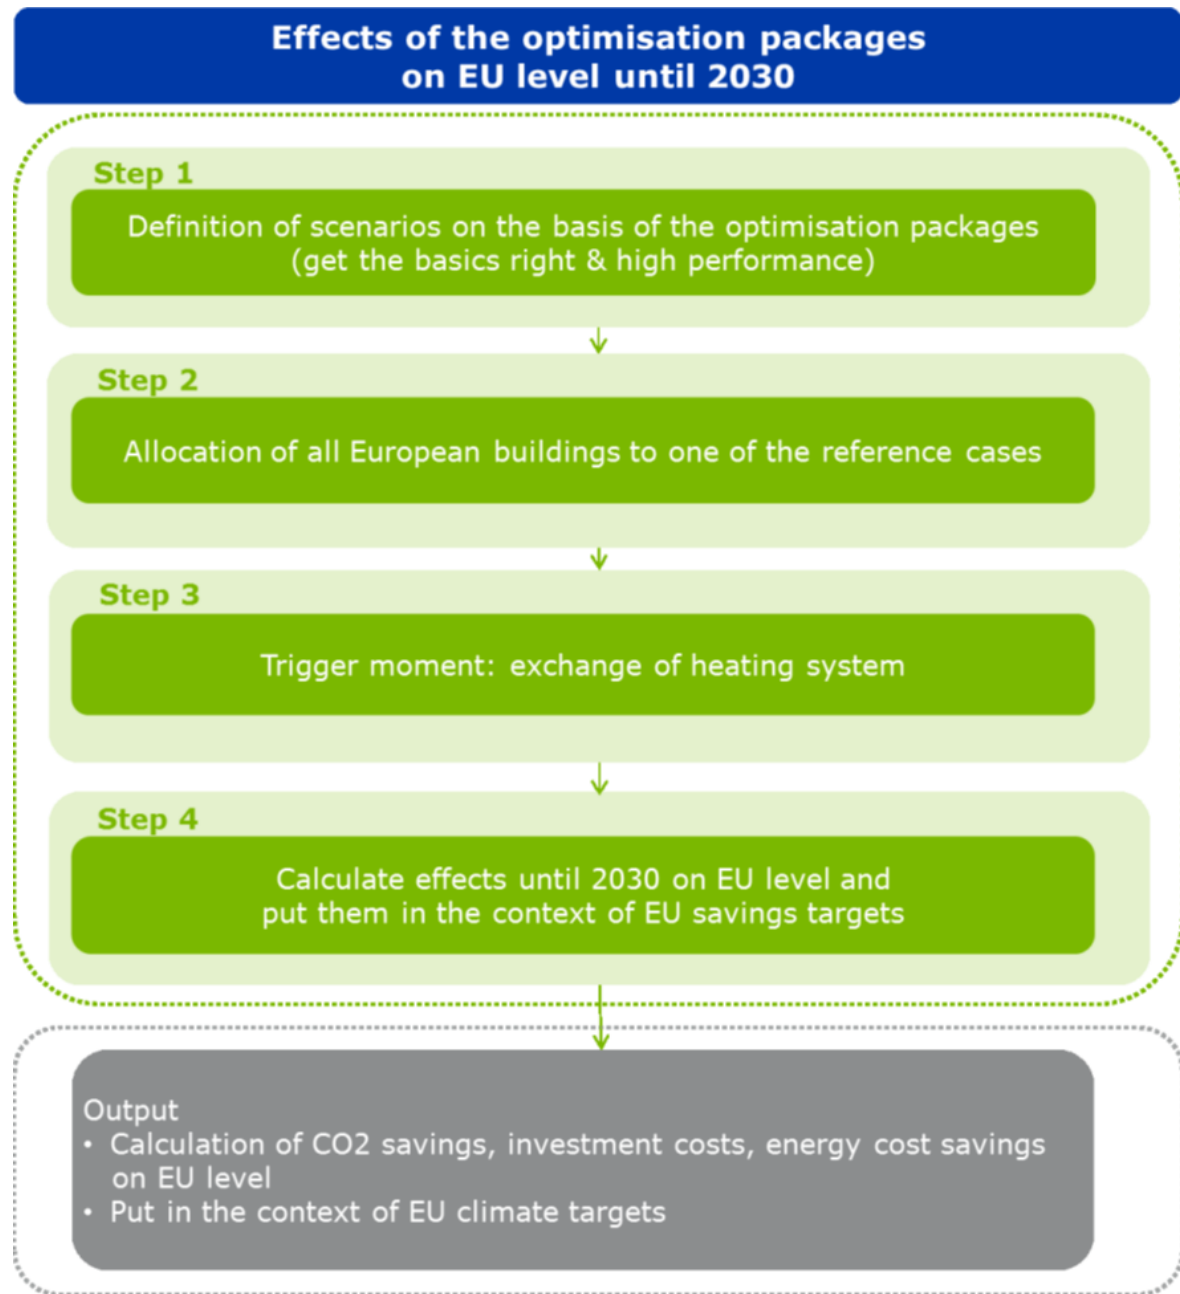 Effects of the optimisation packages
on EU level until 2030
Step 1
Definition of scenarios on the basis of the optimisation packages
(get the basics right & high performance)
Step 2
Allocation of all European buildings to one of the reference cases
Step 3
Trigger moment: exchange of heating system
Step 4
Calculate effects until 2030 on EU level and
put them in the context of EU savings targets
Output
• Calculation of CO2 savings, investment costs, energy cost savings
on EU level
• Put in the context of EU climate targets